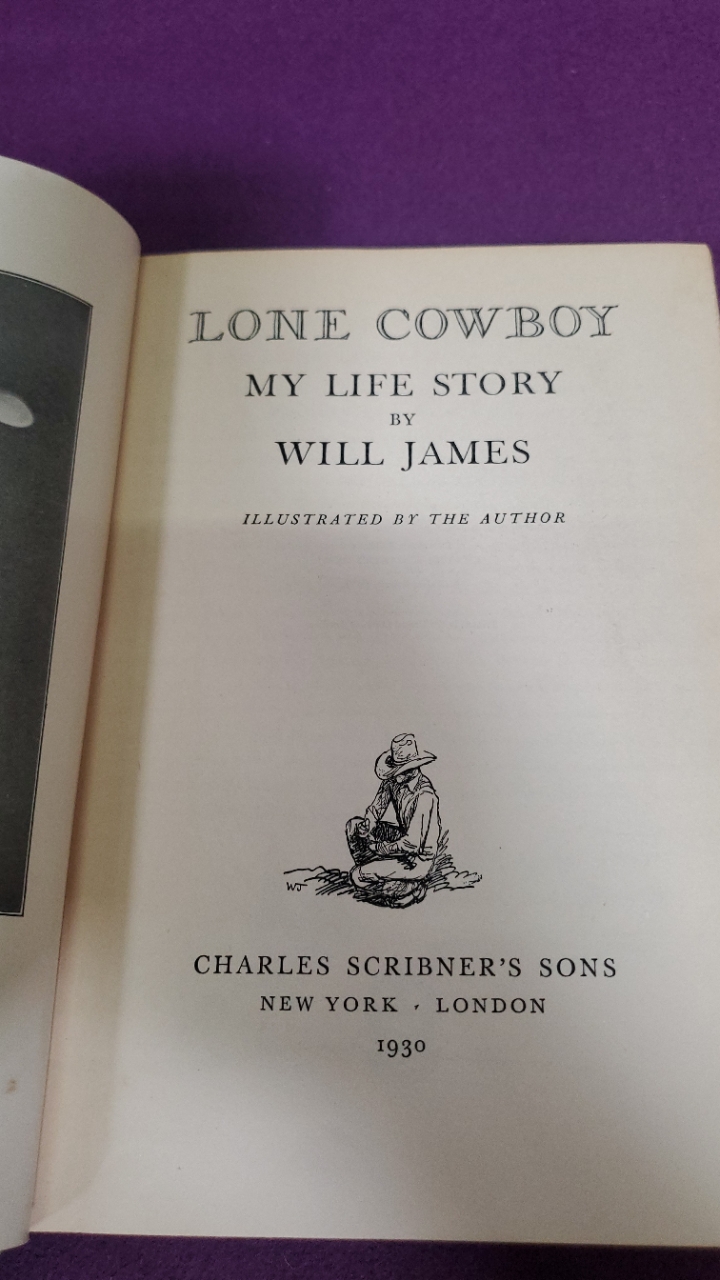 LONE COWBOY
MY LIFE STORY
BY
WILL JAMES
ILLUSTRATED BY THE AUTHOR
WJ
CHARLES SCRIBNER'S SONS
NEW YORK · LONDON
1930